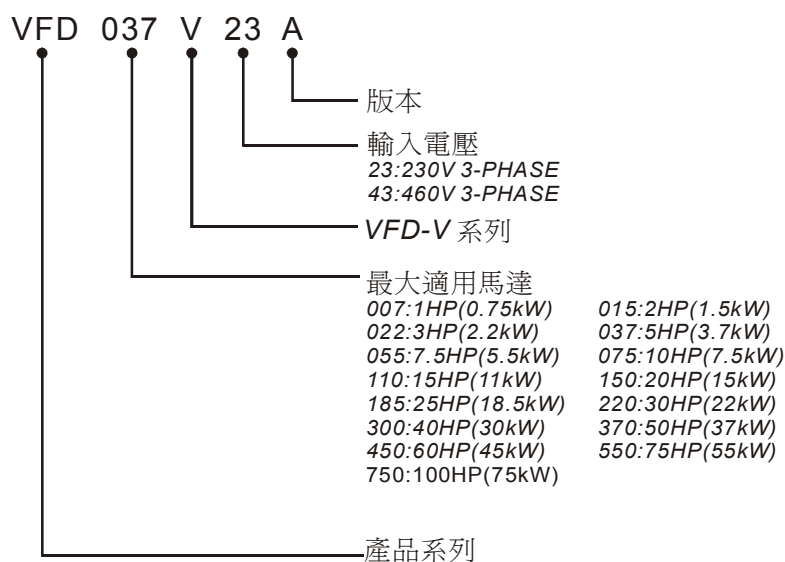 VFD 037 V 23 A
版本
輸入電壓
23:230V 3-PHASE
43:460V 3-PHASE
VFD-V 系列
最大適用馬達
007:1HP(0.75kW) 015:2HP(1.5kW)
022:3HP(2.2kW) 037:5HP(3.7kW)
055:7.5HP(5.5kW) 075:10HP(7.5kW)
110:15HP(11kW) 150:20HP(15kW)
185:25HP(18.5kW) 220:30HP(22kW)
300:40HP(30kW) 370:50HP(37kW)
450:60HP(45kW) 550:75HP(55kW)
750:100HP(75kW)
產品系列